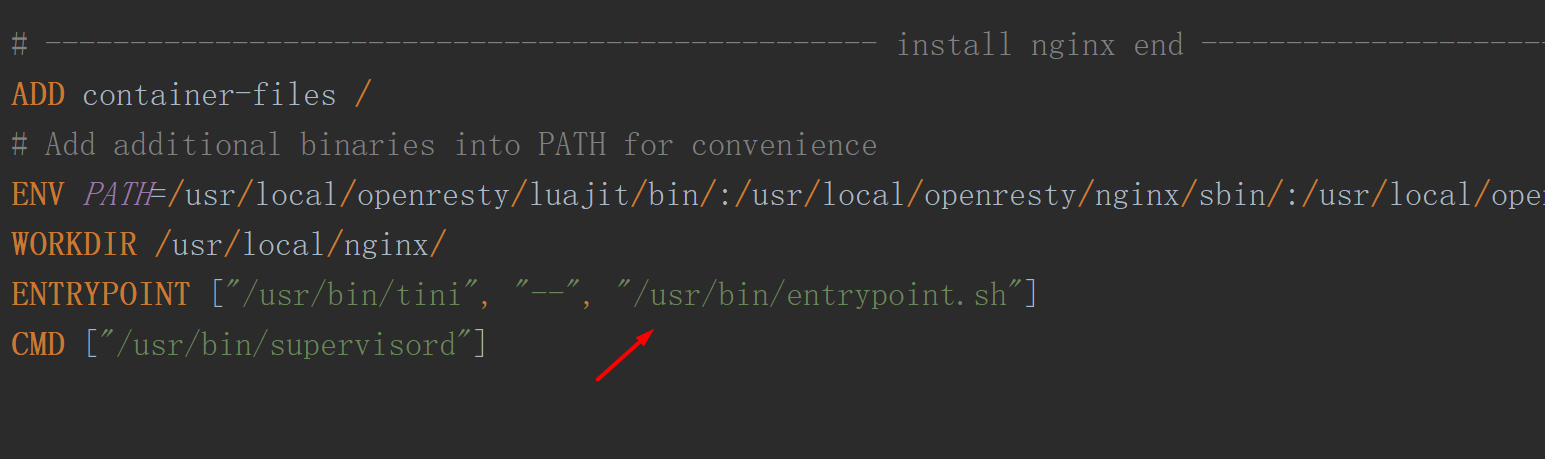 # ------------------------------------------------- install nginx end --------------------
ADD container-files /
# Add additional binaries into PATH for convenience
ENV PATH=/usr/local/openresty/luajit/bin/:/usr/local/openresty/nginx/sbin/:/usr/local/ope
WORKDIR /usr/local/nginx/
ENTRYPOINT ["/usr/bin/tini", "--", "/usr/bin/entrypoint.sh"]
CMD ["/usr/bin/supervisord"]